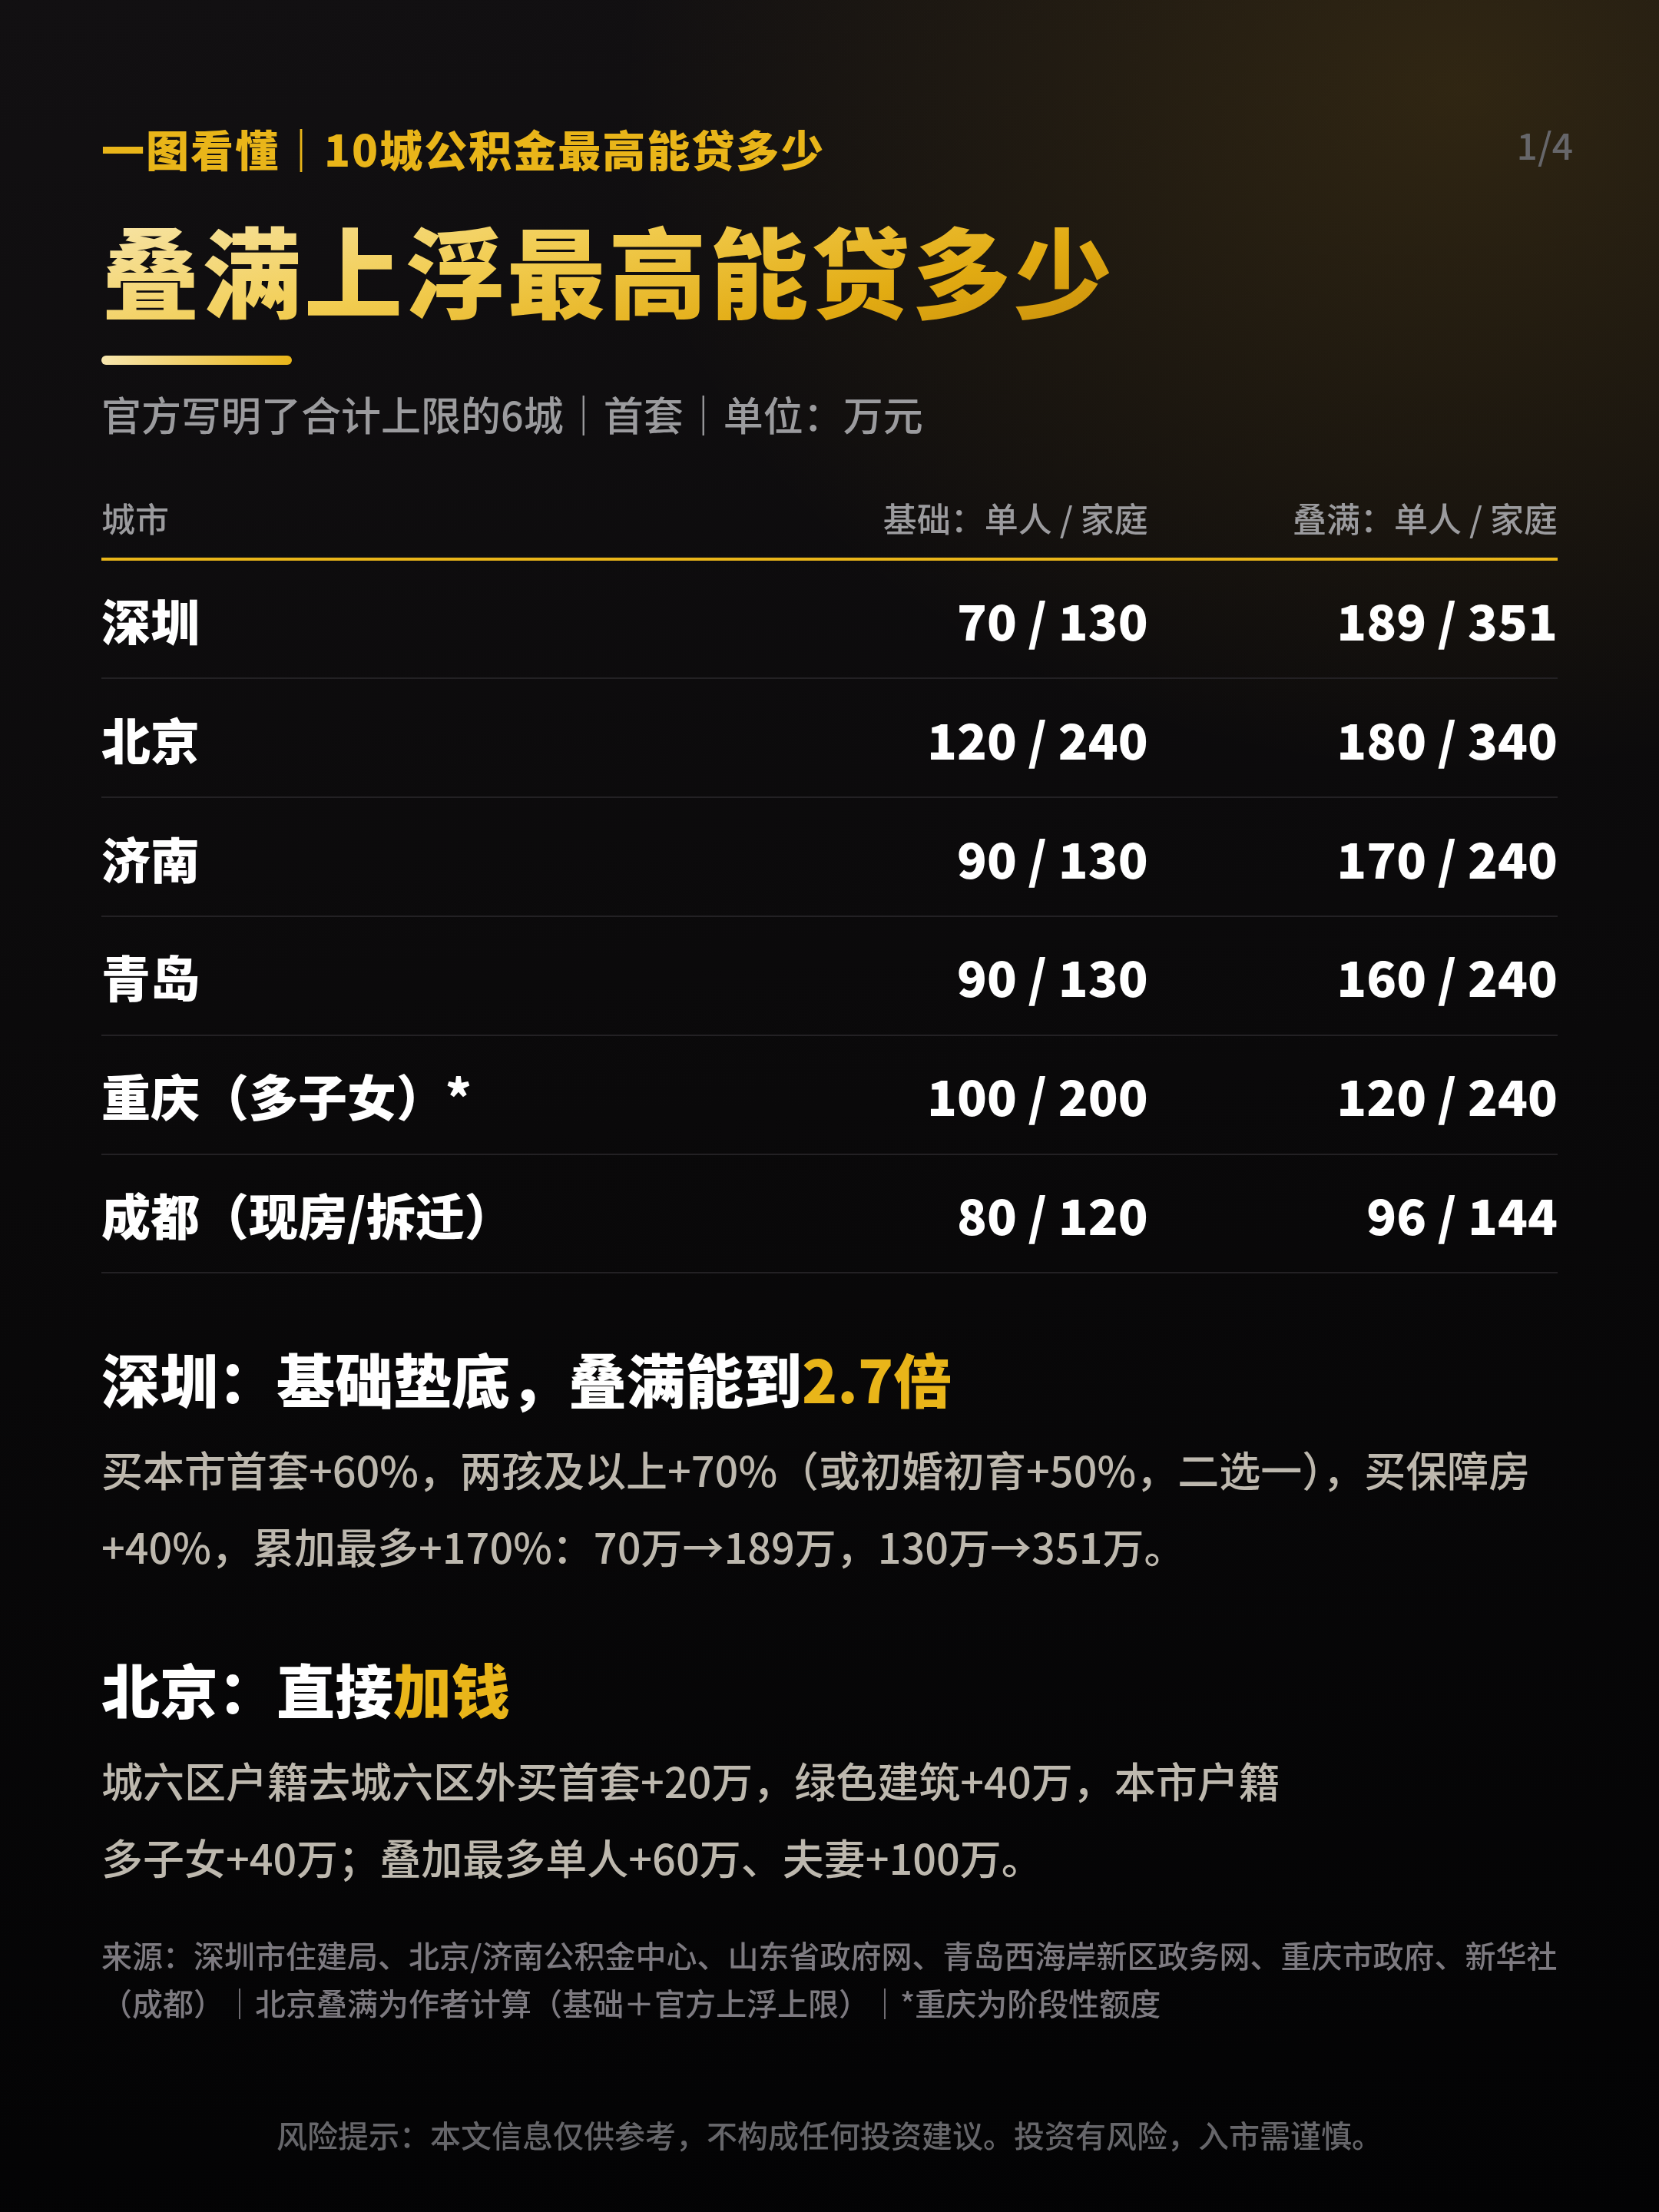 一图看懂｜10城公积金最高能贷多少
1/4
叠满上浮最高能贷多少
官方写明了合计上限的6城｜首套｜单位：万元
城市 基础：单人 / 家庭 叠满：单人 / 家庭
深圳 70 / 130 189 / 351
北京 120 / 240 180 / 340
济南 90 / 130 170 / 240
青岛 90 / 130 160 / 240
重庆（多子女）* 100 / 200 120 / 240
成都（现房/拆迁） 80 / 120 96 / 144
深圳：基础垫底，叠满能到2.7倍
买本市首套+60%，两孩及以上+70%（或初婚初育+50%，二选一），买保障房
+40%，累加最多+170%：70万→189万，130万→351万。
北京：直接加钱
城六区户籍去城六区外买首套+20万，绿色建筑+40万，本市户籍
多子女+40万；叠加最多单人+60万、夫妻+100万。
来源：深圳市住建局、北京/济南公积金中心、山东省政府网、青岛西海岸新区政务网、重庆市政府、新华社
（成都）｜北京叠满为作者计算（基础＋官方上浮上限）｜*重庆为阶段性额度
风险提示：本文信息仅供参考，不构成任何投资建议。投资有风险，入市需谨慎。